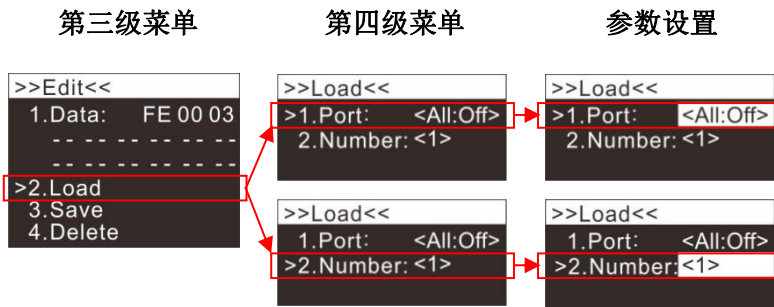 第三级菜单
第四级菜单
参数设置
>>Edit<<
1.Data: FE 00 03
-- -- -- -- -- --
-- -- -- -- -- --
>2.Load
3.Save
4.Delete
>>Load<<
>1.Port: <All:Off>
2.Number: <1>
>>Load<<
>1.Port: <All:Off>
2.Number: <1>
>>Load<<
1.Port: <All:Off>
>2.Number: <1>
>>Load<<
1.Port: <All:Off>
>2.Number: <1>